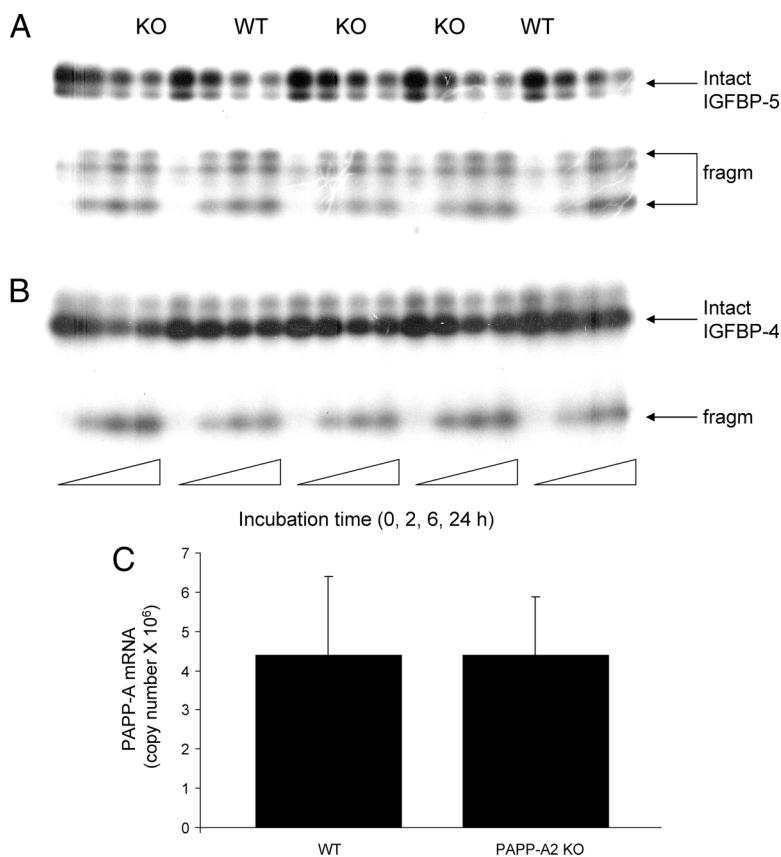 A
KO WT KO KO WT
Intact
IGFBP-5
fragm
B
Intact
IGFBP-4
fragm
Incubation time (0, 2, 6, 24 h)
C
PAPP-A mRNA
(copy number X 10⁶)
7
6
5
4
3
2
1
0
WT PAPP-A2 KO